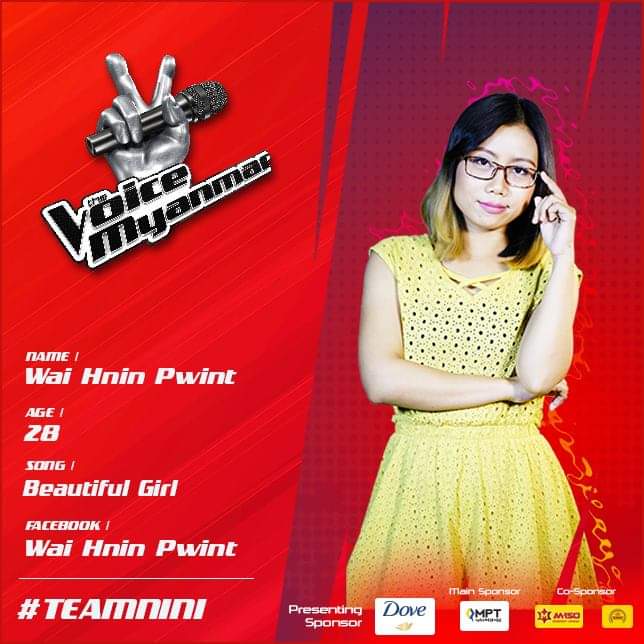 The
Voice
Myanmar
NAME /
Wai Hnin Pwint
AGE /
28
SONG /
Beautiful Girl
FACEBOOK /
Wai Hnin Pwint
#TEAMNINI
Presenting
Sponsor
Dove
Main Sponsor
MPT
Co-Sponsor